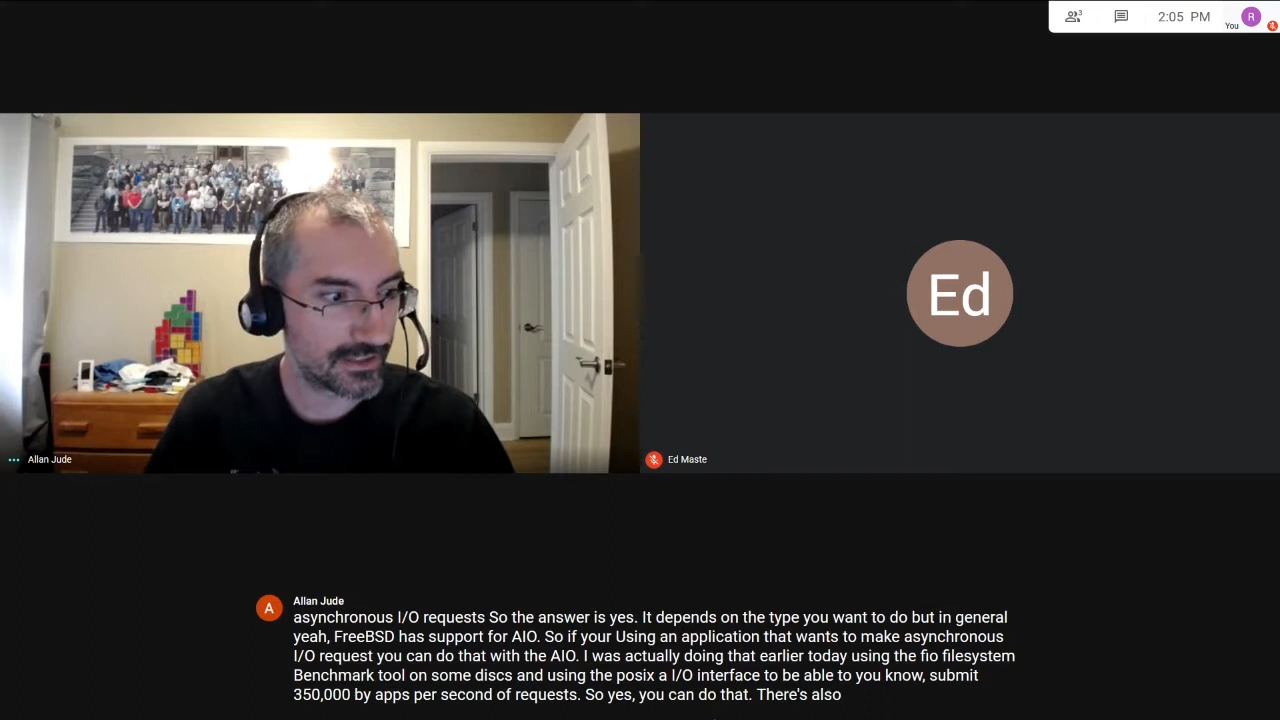 3
2:05 PM
You
R
Ed
Allan Jude
Ed Maste
A
Allan Jude
asynchronous I/O requests So the answer is yes. It depends on the type you want to do but in general
yeah, FreeBSD has support for AIO. So if your Using an application that wants to make asynchronous
I/O request you can do that with the AIO. I was actually doing that earlier today using the fio filesystem
Benchmark tool on some discs and using the posix a I/O interface to be able to you know, submit
350,000 by apps per second of requests. So yes, you can do that. There's also